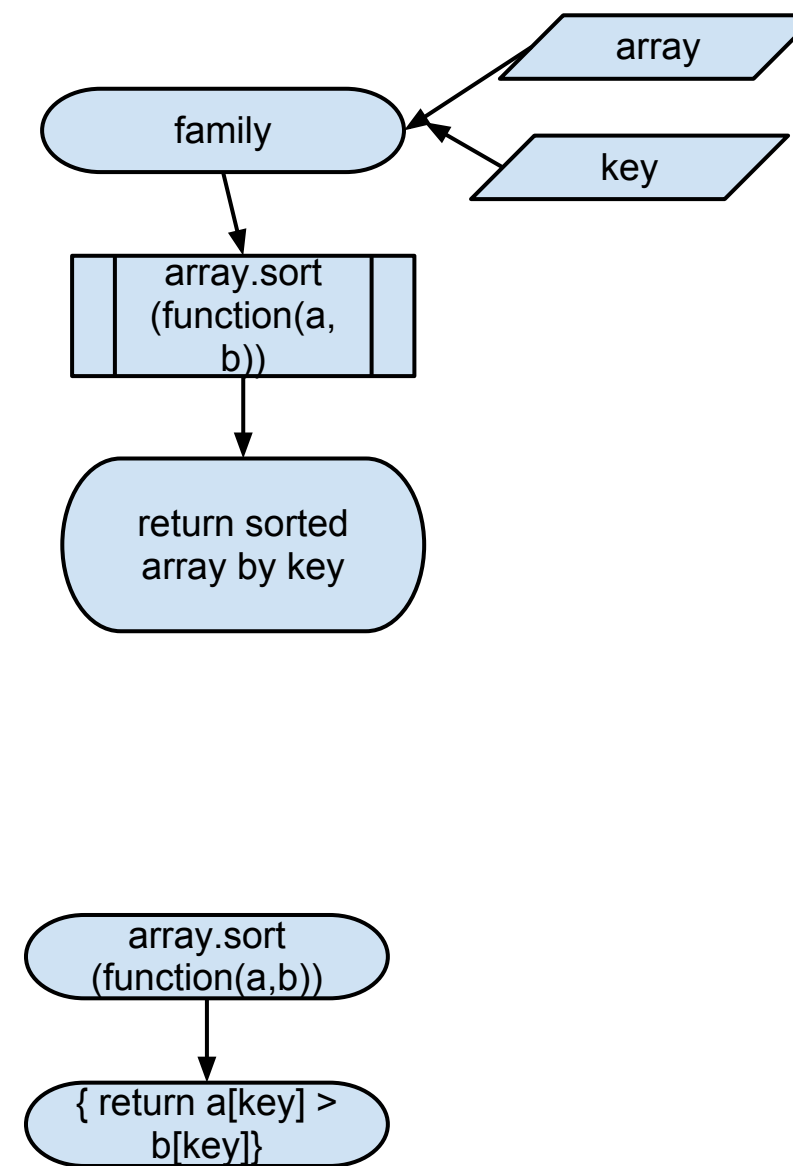 array
family
key
array.sort
(function(a,
b))
return sorted
array by key
array.sort
(function(a,b))
{ return a[key] >
b[key]}